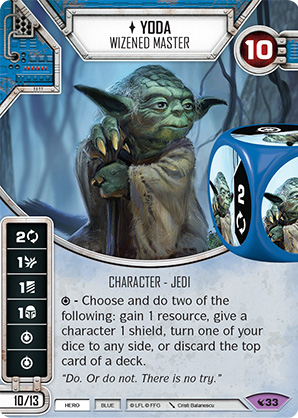 YODA
WIZENED MASTER
10
2
2
1
1
1
CHARACTER - JEDI
- Choose and do two of the
following: gain 1 resource, give a
character 1 shield, turn one of your
dice to any side, or discard the top
card of a deck.
"Do. Or do not. There is no try."
10/13
HERO
BLUE
© LFL © FFG
Cristi Balanescu
33